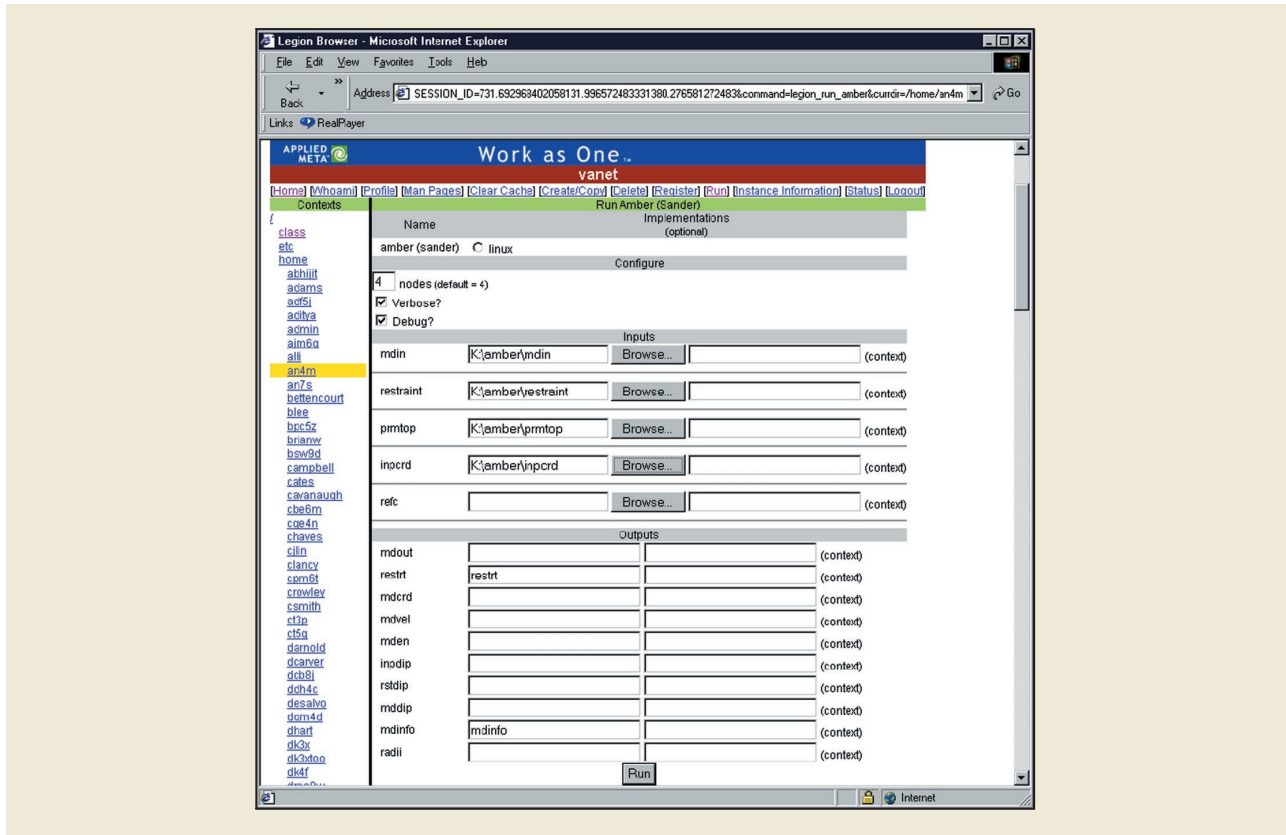 Legion Browser - Microsoft Internet Explorer
File Edit View Favorites Tools Help
Back
»
Address SESSION_ID=731.692968402058131.996572483331380.276581272483&command=legion_run_amber&currdir=/home/an4m Go
Links RealPlayer
APPLIED META
Work as One TM
vanet
[Home] [Whoami] [Profile] [Man Pages] [Clear Cache] [Create/Copy] [Delete] [Register] [Run] [Instance Information] [Status] [Logout]
Contexts
/
class
etc
home
abhijit
adams
adf5j
aditya
admin
ajm6q
alli
an4m
an7s
bettencourt
blee
bpc5z
brianw
bsw9d
campbell
cates
cavanaugh
cbe6m
cge4n
chaves
cjlin
clancy
cpm6t
crowley
csmith
ct3p
ct5q
darnold
dcarver
dcb8j
ddh4c
desalvo
dgm4d
dhart
dk3x
dk3xtoo
dk4f
Run Amber (Sander)
Name Implementations
(optional)
amber (sander) linux
Configure
4 nodes (default = 4)
Verbose?
Debug?
Inputs
mdin K:\amber\mdin Browse... (context)
restraint K:\amber\restraint Browse... (context)
prmtop K:\amber\prmtop Browse... (context)
inpcrd K:\amber\inpcrd Browse... (context)
refc Browse... (context)
Outputs
mdout (context)
restrt restrt (context)
mdcrd (context)
mdvel (context)
mden (context)
inpdip (context)
rstdip (context)
mddip (context)
mdinfo mdinfo (context)
radii (context)
Run
Internet